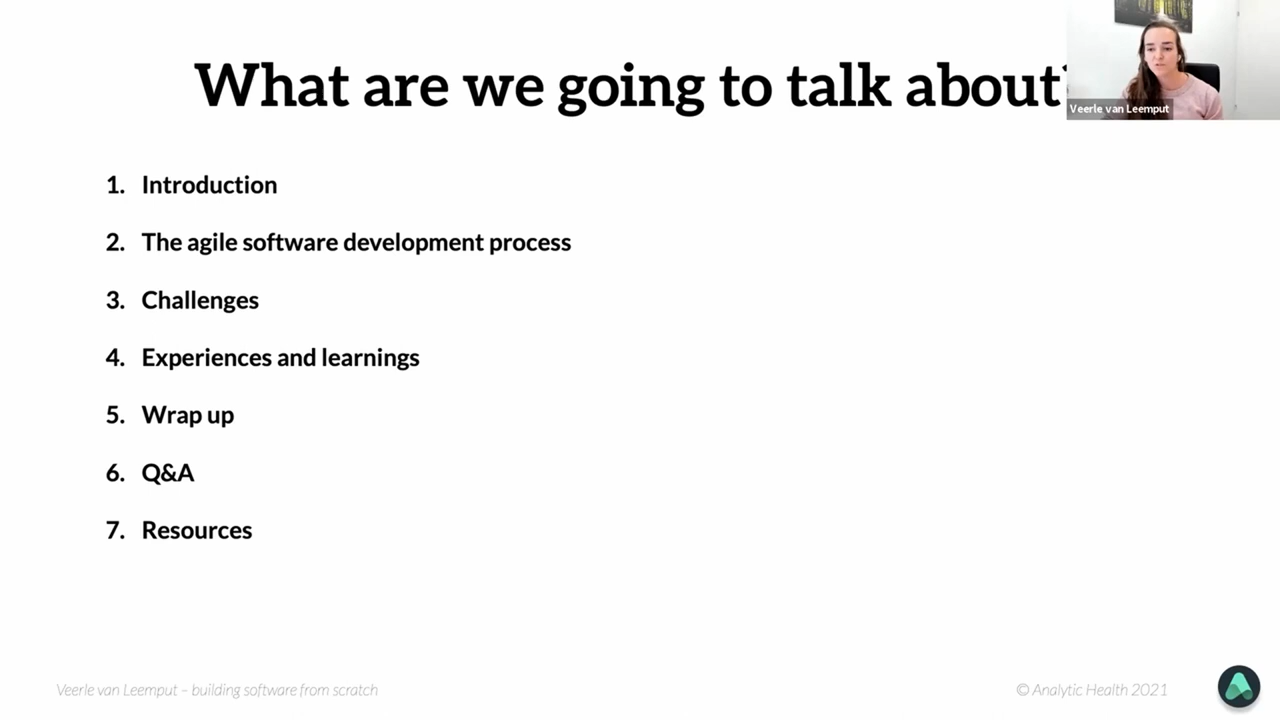 What are we going to talk about?
Veerle van Leemput
1. Introduction
2. The agile software development process
3. Challenges
4. Experiences and learnings
5. Wrap up
6. Q&A
7. Resources
Veerle van Leemput – building software from scratch
© Analytic Health 2021